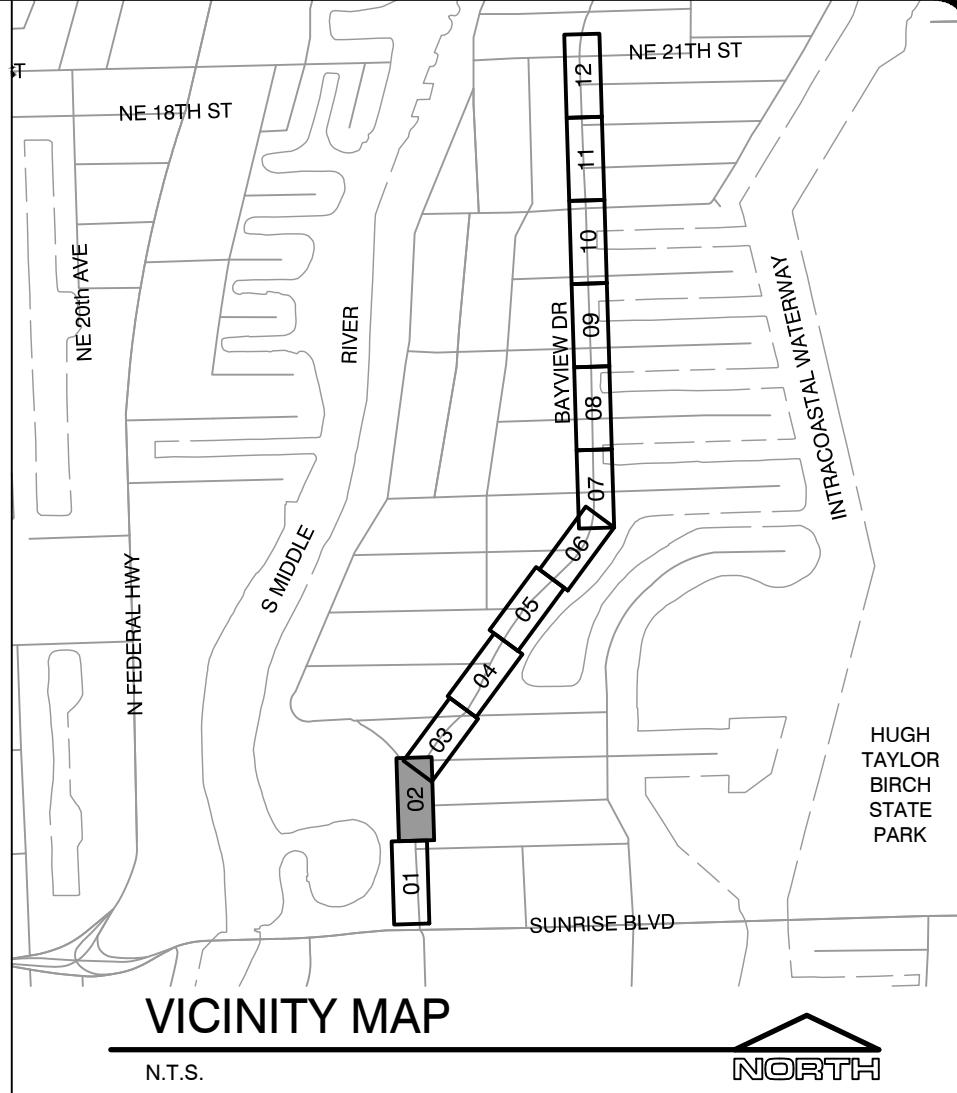 NE 21TH ST
T
NE 18TH ST
12
11
10
09
08
07
06
05
04
03
02
01
NE 20th AVE
RIVER
S MIDDLE
BAYVIEW DR
INTRACOASTAL WATERWAY
N FEDERAL HWY
HUGH
TAYLOR
BIRCH
STATE
PARK
SUNRISE BLVD
VICINITY MAP
N.T.S.
NORTH